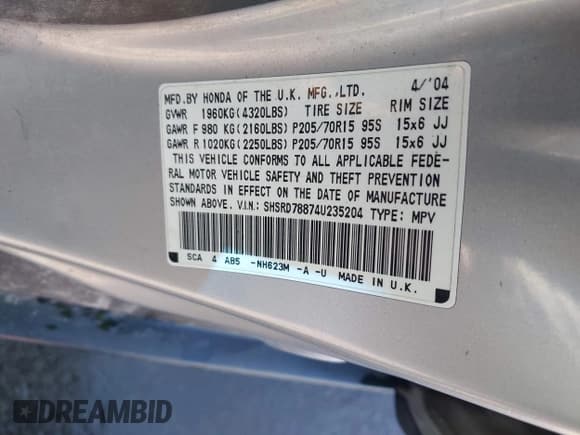 MFD.BY HONDA OF THE U.K. MFG.,LTD. 4/'04
GVWR 1960KG(4320LBS) TIRE SIZE RIM SIZE
GAWR F 980 KG(2160LBS) P205/70R15 95S 15x6 JJ
GAWR R 1020KG(2250LBS) P205/70R15 95S 15x6 JJ
THIS VEHICLE CONFORMS TO ALL APPLICABLE FEDE-
RAL MOTOR VEHICLE SAFETY AND THEFT PREVENTION
STANDARDS IN EFFECT ON THE DATE OF MANUFACTURE
SHOWN ABOVE. V.I.N.: SHSRD78874U235204 TYPE: MPV
SCA 4 AB5 -NH623M -A -U MADE IN U.K.
DREAMBID